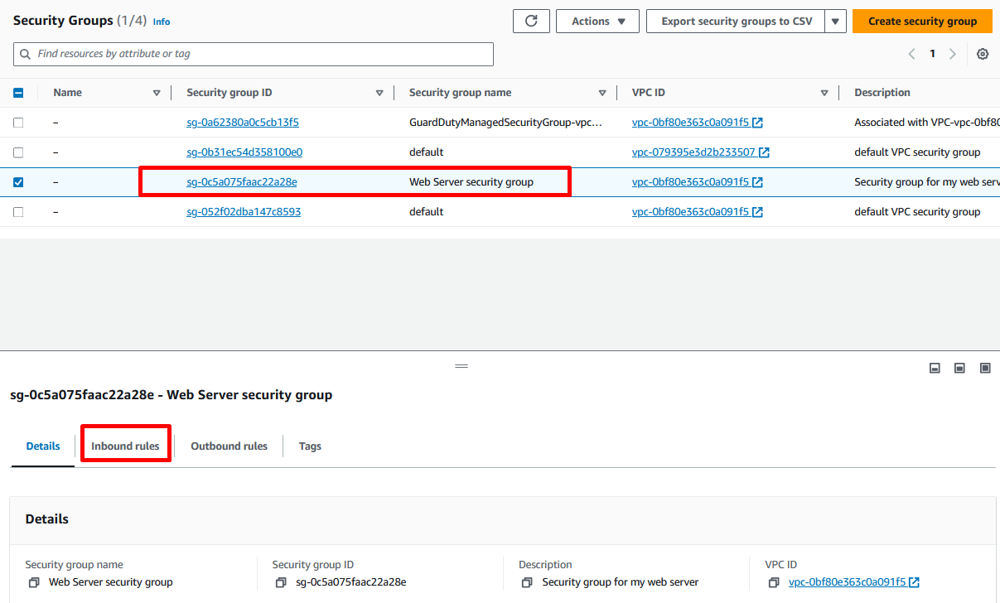 Security Groups (1/4) Info
Actions
Export security groups to CSV
Create security group
Find resources by attribute or tag
1
Name Security group ID Security group name VPC ID Description
– sg-0a62380a0c5cb13f5 GuardDutyManagedSecurityGroup-vpc... vpc-0bf80e363c0a091f5 Associated with VPC-vpc-0bf80
– sg-0b31ec54d358100e0 default vpc-079395e3d2b233507 default VPC security group
– sg-0c5a075faac22a28e Web Server security group vpc-0bf80e363c0a091f5 Security group for my web serv
– sg-052f02dba147c8593 default vpc-0bf80e363c0a091f5 default VPC security group
sg-0c5a075faac22a28e - Web Server security group
Details Inbound rules Outbound rules Tags
Details
Security group name Security group ID Description VPC ID
Web Server security group sg-0c5a075faac22a28e Security group for my web server vpc-0bf80e363c0a091f5